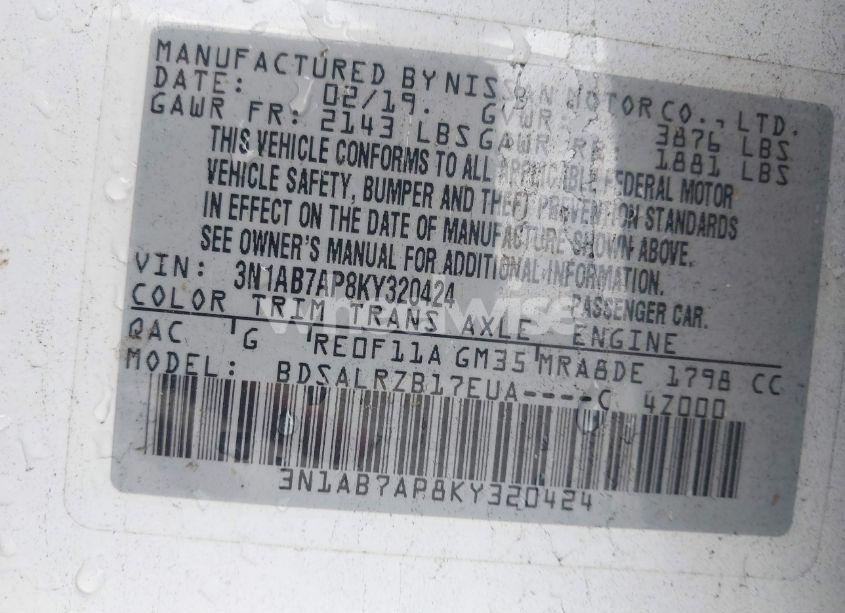 MANUFACTURED BY NISSAN MOTOR CO., LTD.
DATE: 02/19. GVWR: 3876 LBS
GAWR FR: 2143 LBS GAWR RR 1881 LBS
THIS VEHICLE CONFORMS TO ALL APPLICABLE FEDERAL MOTOR
VEHICLE SAFETY, BUMPER AND THEFT PREVENTION STANDARDS
IN EFFECT ON THE DATE OF MANUFACTURE SHOWN ABOVE.
SEE OWNER'S MANUAL FOR ADDITIONAL INFORMATION.
VIN: 3N1AB7AP8KY320424 PASSENGER CAR.
COLOR TRIM TRANS AXLE ENGINE
QAC G RE0F11A GM35 MRA8DE 1798 CC
MODEL: BDSALRZB17EUA----C 4Z000
3N1AB7AP8KY320424